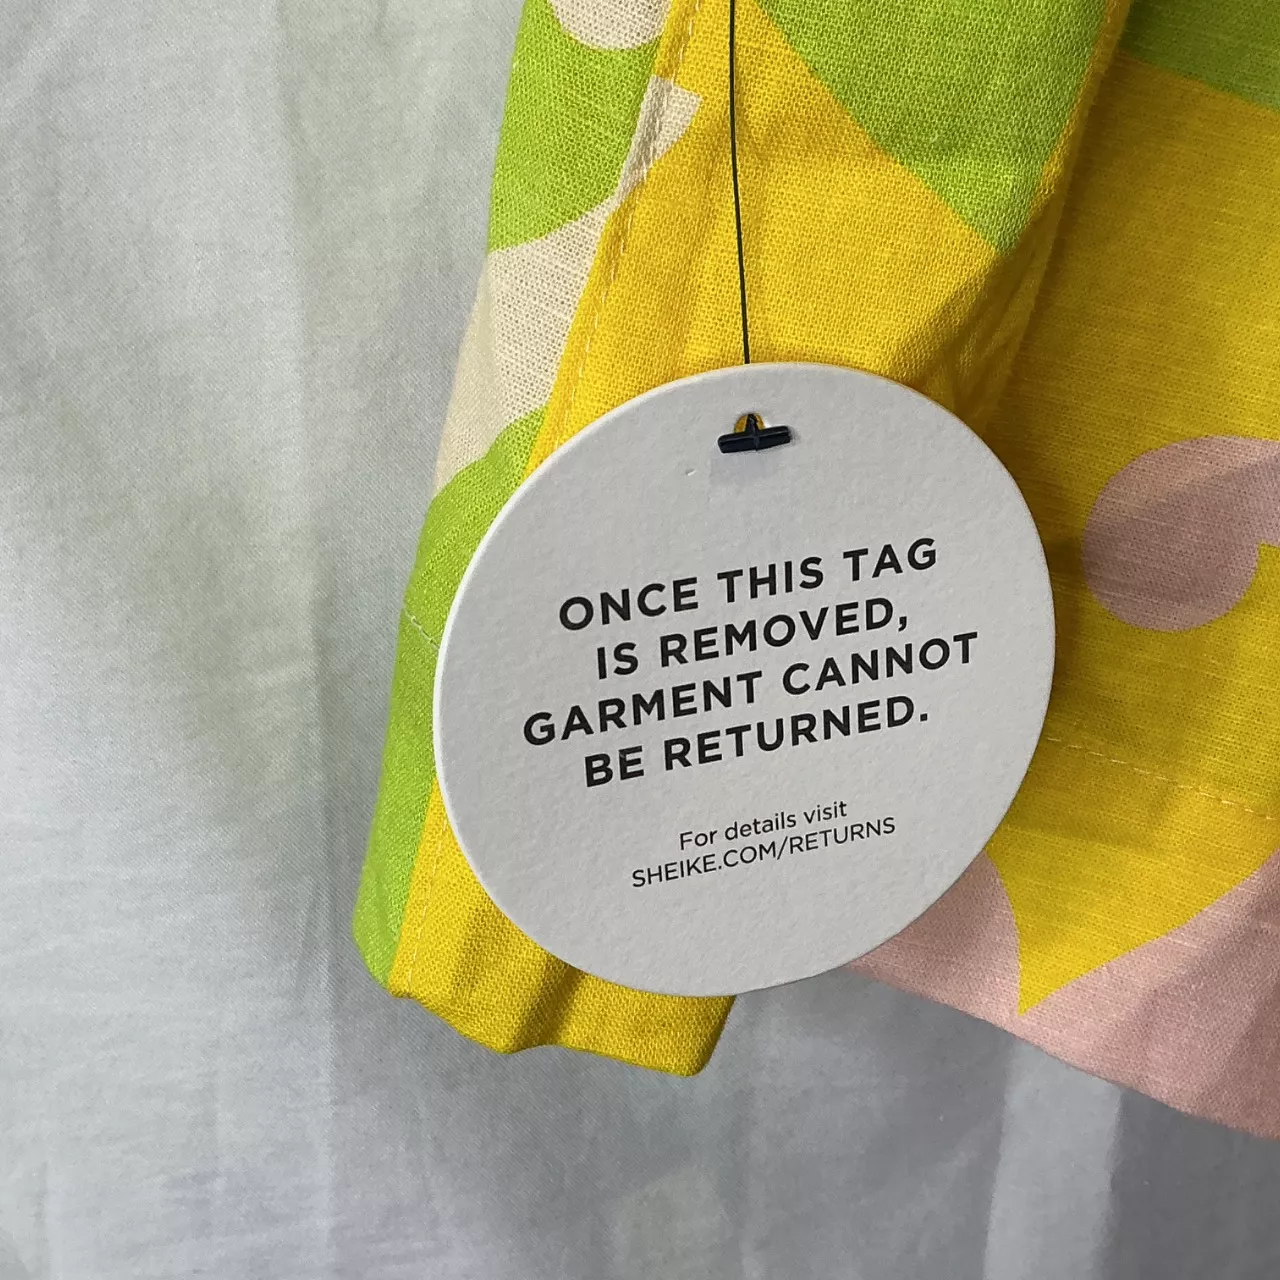 ONCE THIS TAG
IS REMOVED,
GARMENT CANNOT
BE RETURNED.
For details visit
SHEIKE.COM/RETURNS